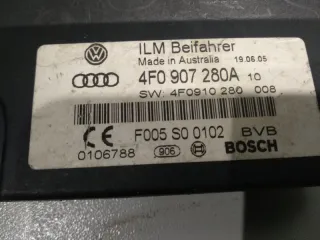 ILM Beifahrer
Made in Australia 19.06.05
4F0 907 280A 10
SW: 4F0910 280 008
F005 S0 0102 BVB
0106788 906 BOSCH